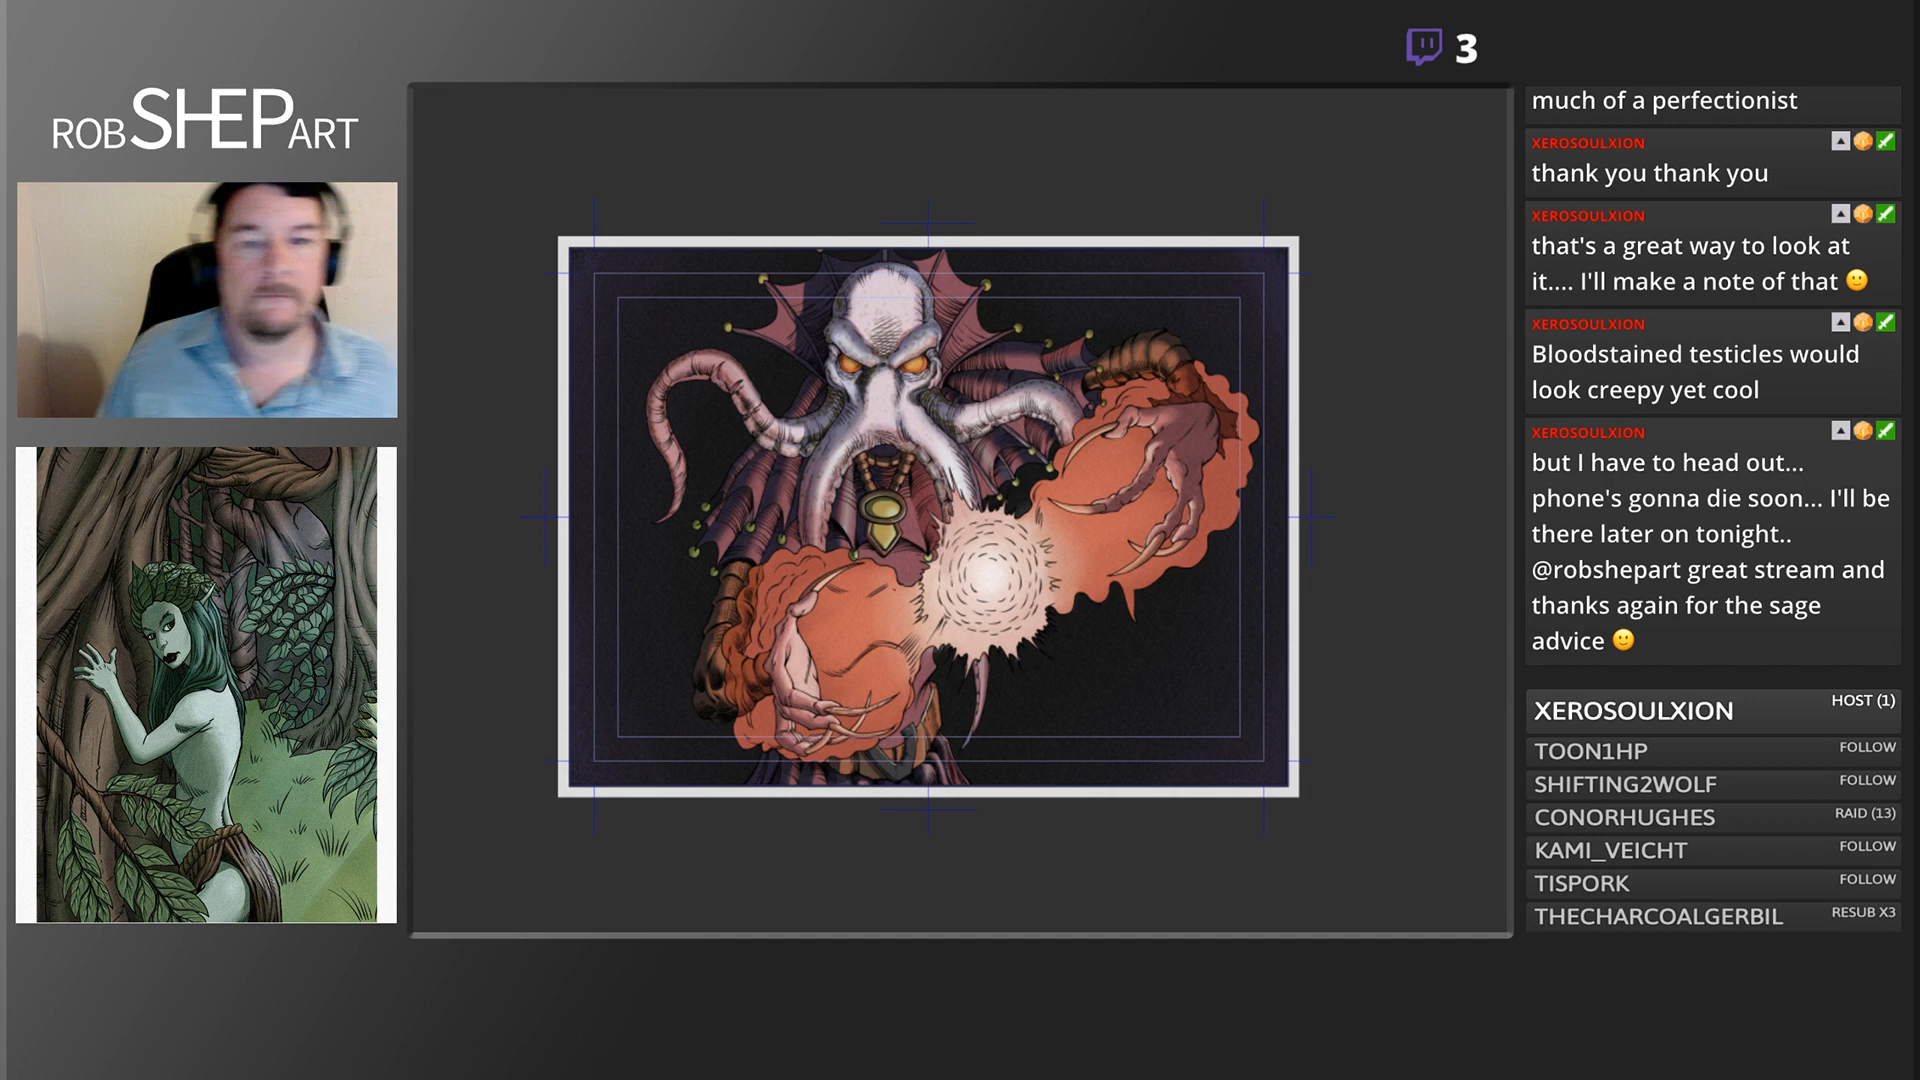 3
ROBSHEPART
much of a perfectionist
XEROSOULXION
thank you thank you
XEROSOULXION
that's a great way to look at
it.... I'll make a note of that 🙂
XEROSOULXION
Bloodstained testicles would
look creepy yet cool
XEROSOULXION
but I have to head out...
phone's gonna die soon... I'll be
there later on tonight..
@robshepart great stream and
thanks again for the sage
advice 🙂
XEROSOULXION HOST (1)
TOON1HP FOLLOW
SHIFTING2WOLF FOLLOW
CONORHUGHES RAID (13)
KAMI_VEICHT FOLLOW
TISPORK FOLLOW
THECHARCOALGERBIL RESUB X3